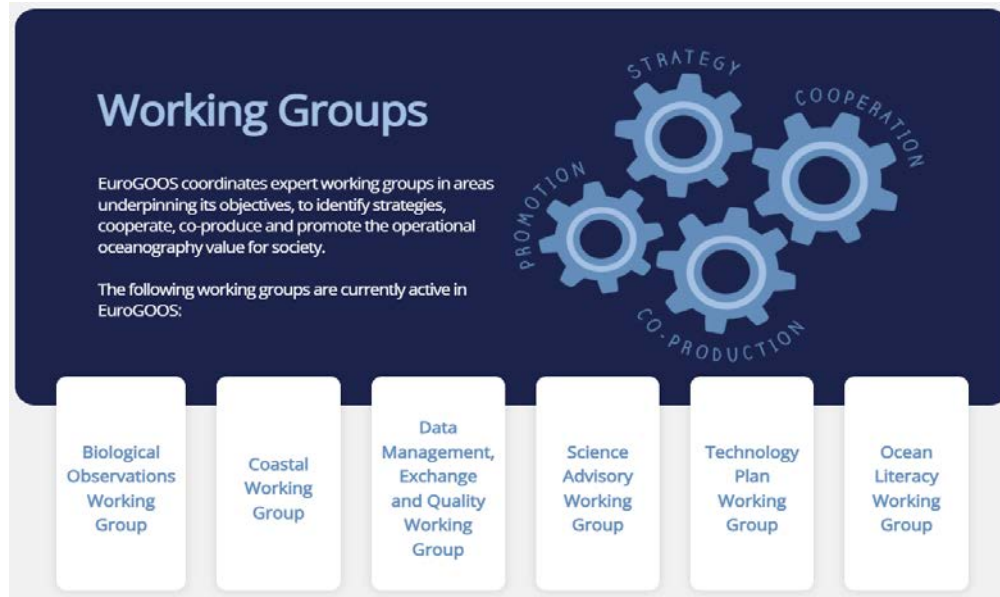 Working Groups
EuroGOOS coordinates expert working groups in areas
underpinning its objectives, to identify strategies,
cooperate, co-produce and promote the operational
oceanography value for society.
The following working groups are currently active in
EuroGOOS:
STRATEGY
COOPERATION
PROMOTION
CO-PRODUCTION
Biological
Observations
Working
Group
Coastal
Working
Group
Data
Management,
Exchange
and Quality
Working
Group
Science
Advisory
Working
Group
Technology
Plan
Working
Group
Ocean
Literacy
Working
Group